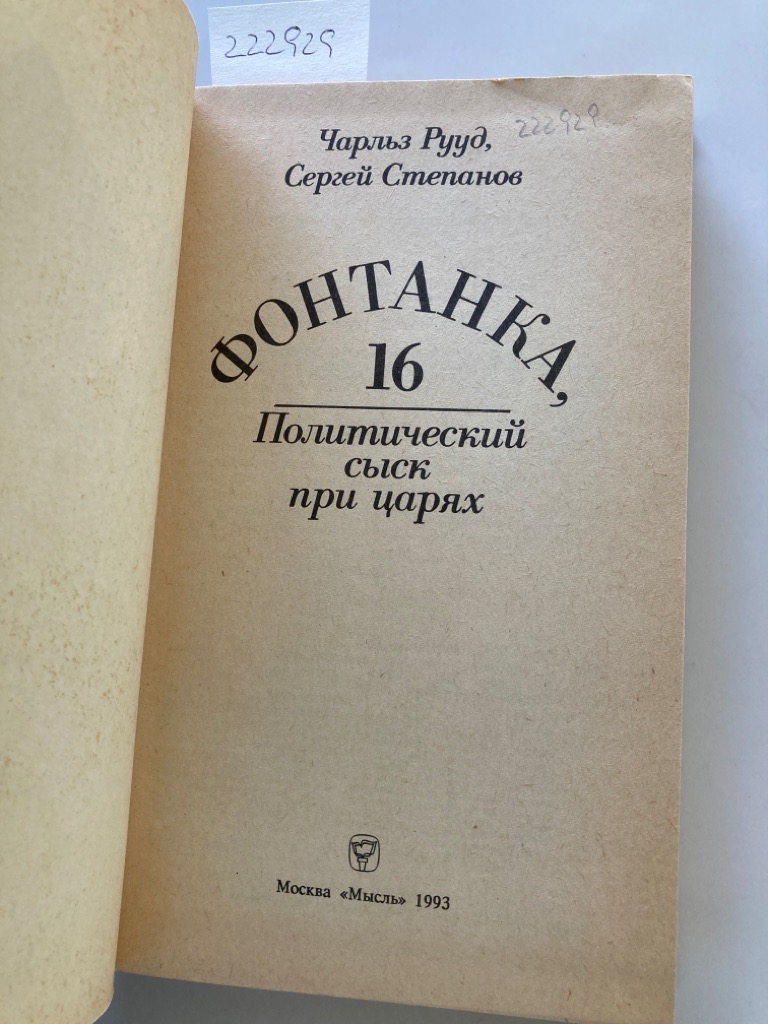 222929
Чарльз Рууд,
222929
Сергей Степанов
ФОНТАНКА,
16
Политический
сыск
при царях
Москва «Мысль» 1993